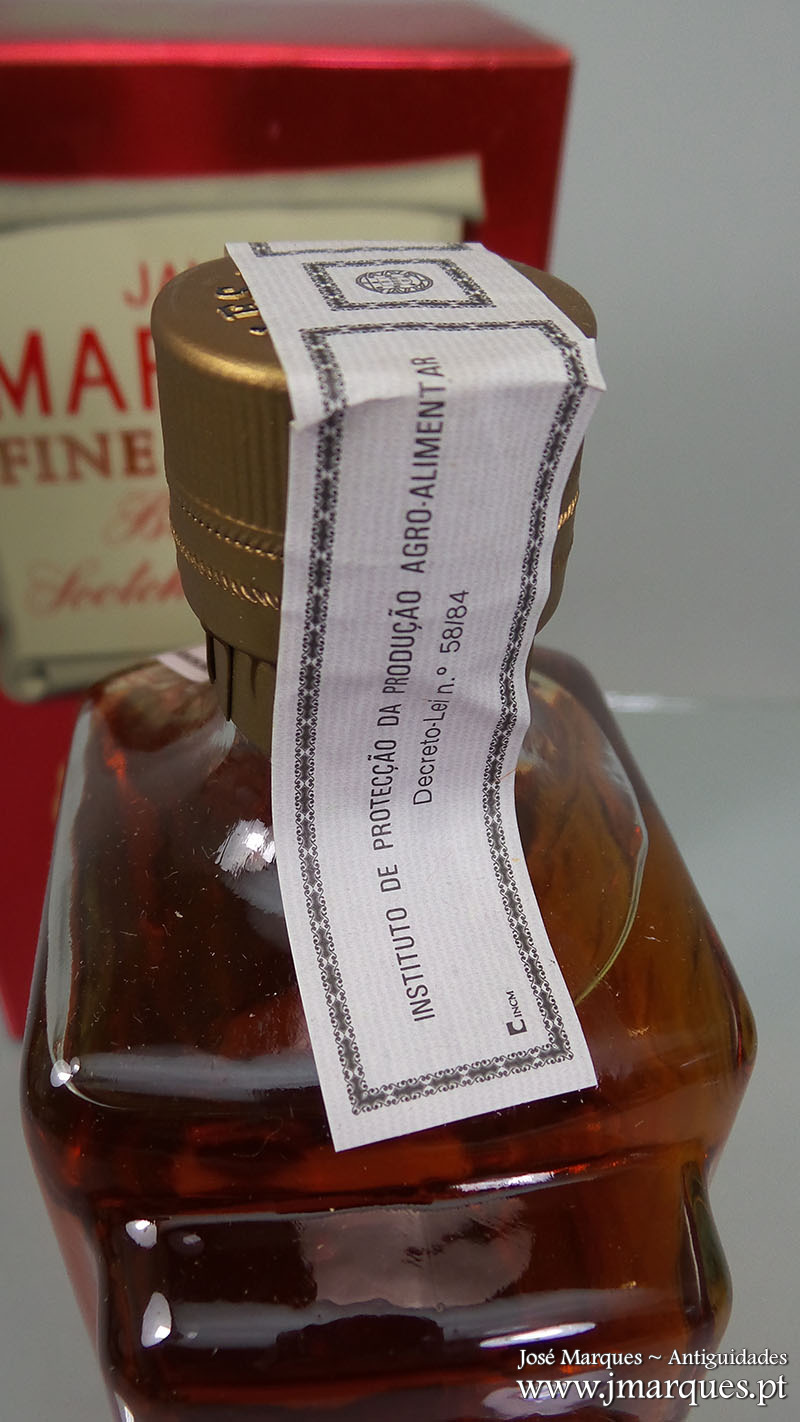 FINE
INSTITUTO DE PROTECÇÃO DA PRODUÇÃO AGRO-ALIMENTAR
Decreto-Lei n.º 58/84
INCM
José Marques ~ Antiguidades
www.jmarques.pt